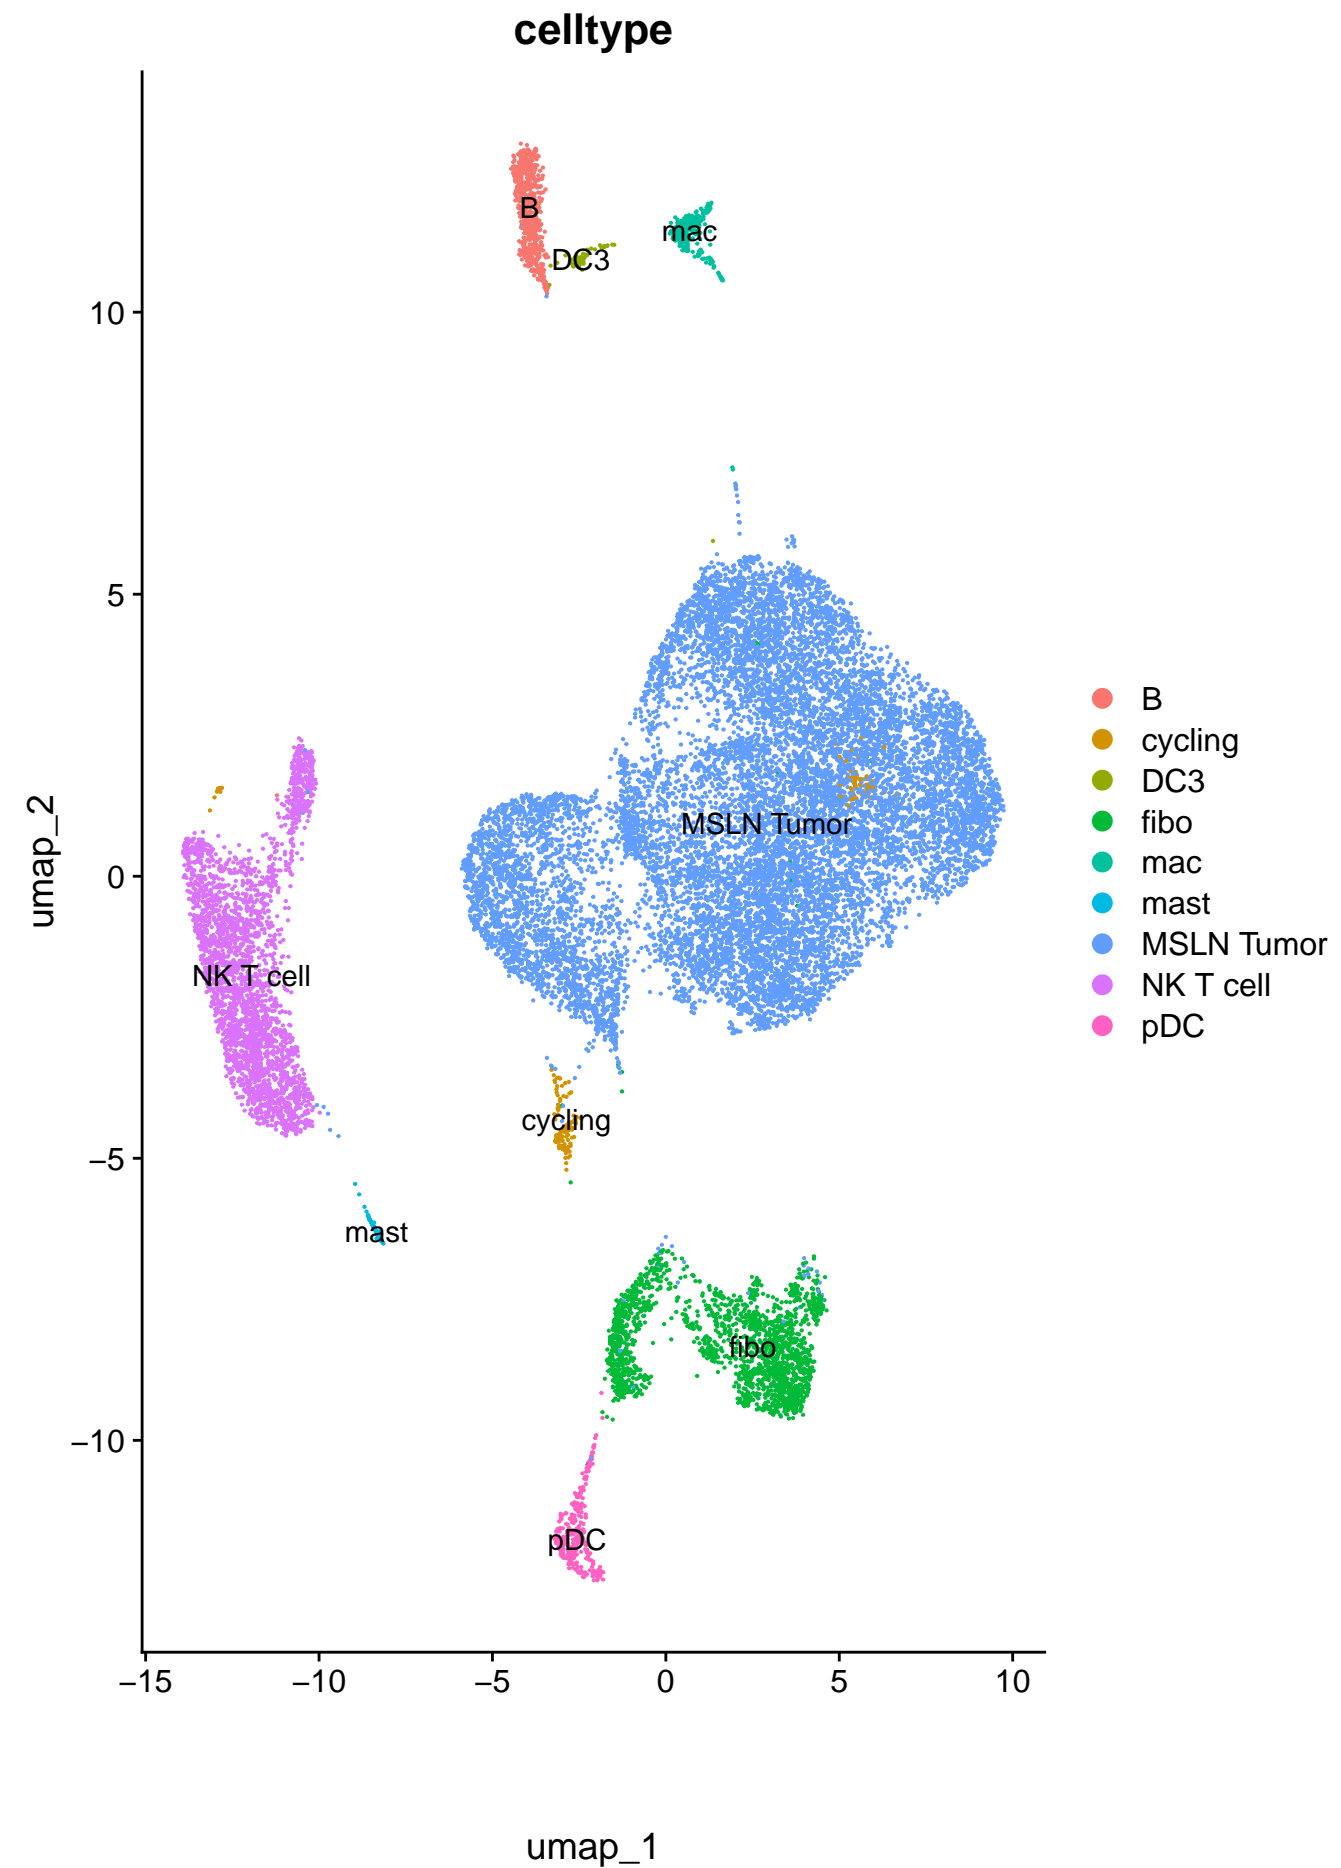 celltype
B
DC3
mac
10
5
B
cycling
DC3
fibo
mac
mast
MSLN Tumor
NK T cell
pDC
MSLN Tumor
umap_2
0
NK T cell
cycling
−5
mast
fibo
−10
pDC
−15
−10
−5
0
5
10
umap_1